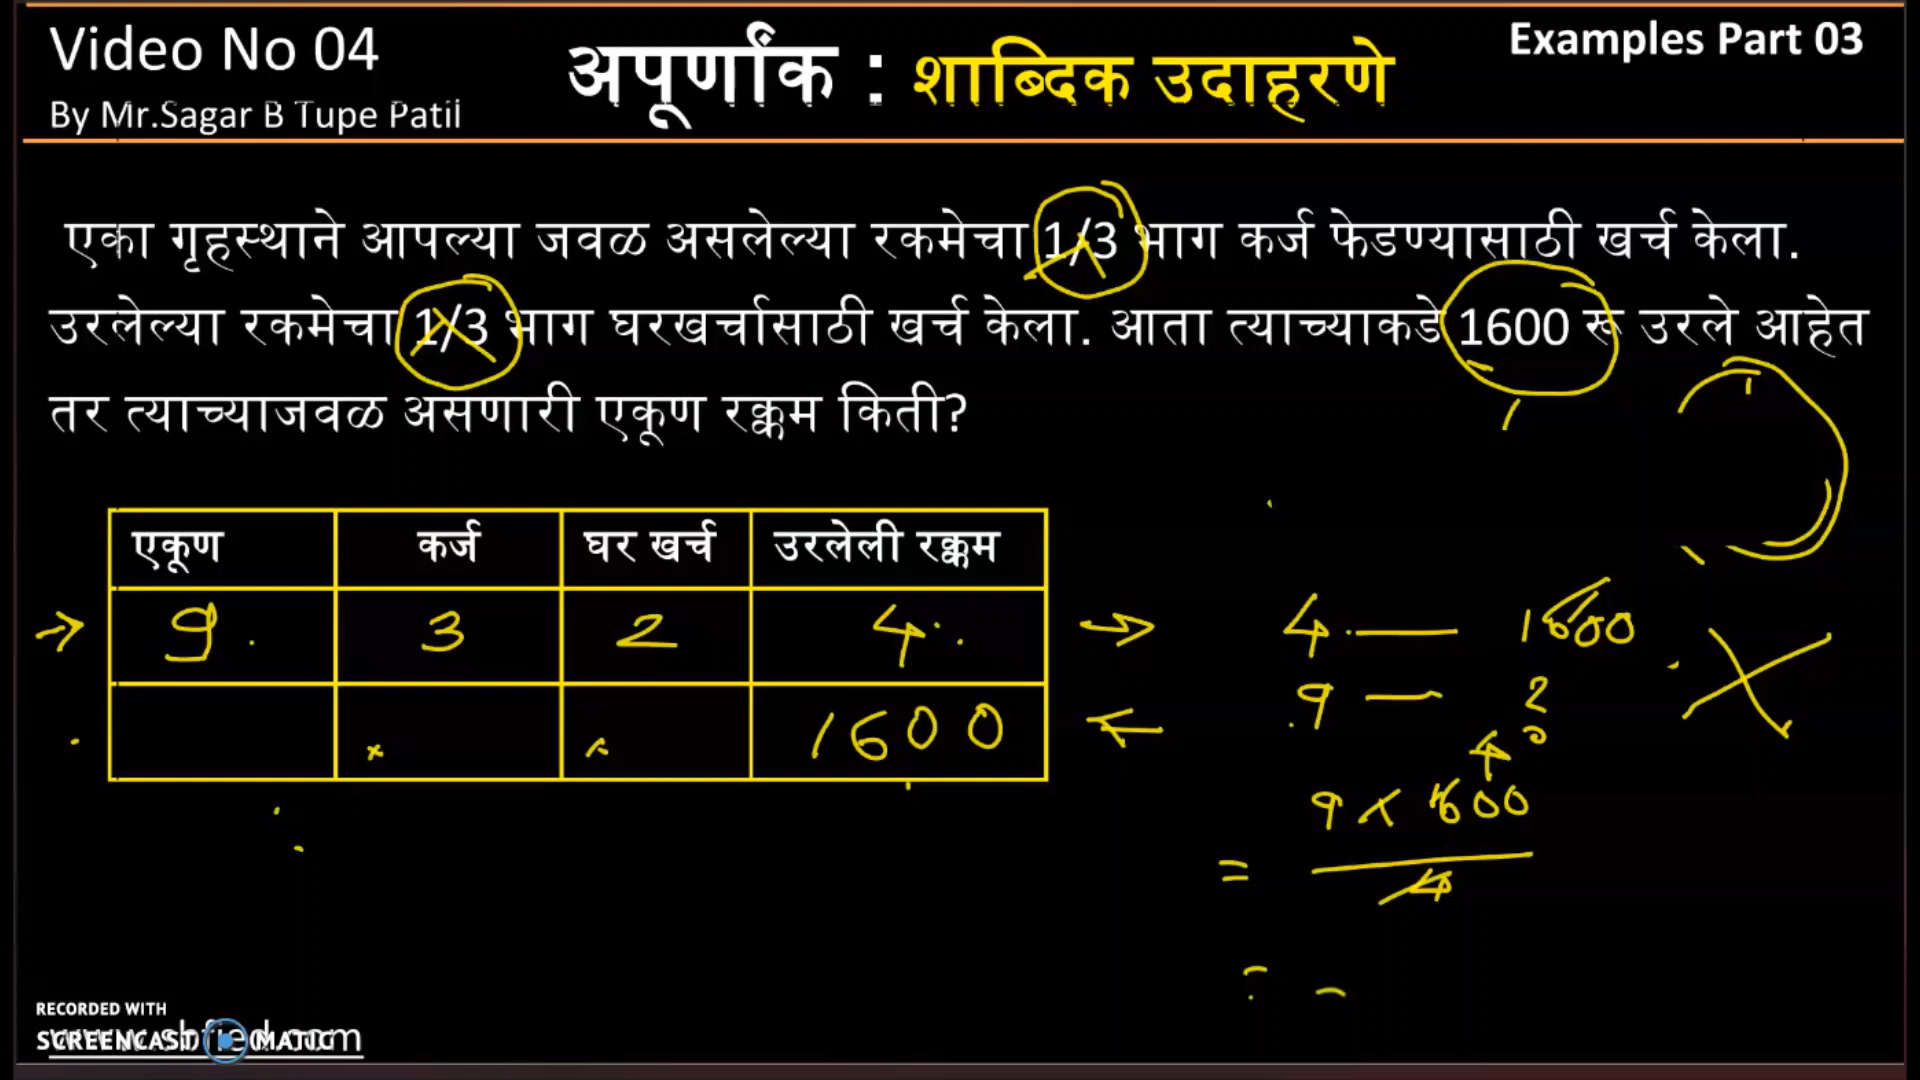 Video No 04
By Mr.Sagar B Tupe Patil
अपूर्णांक : शाब्दिक उदाहरणे
Examples Part 03
एका गृहस्थाने आपल्या जवळ असलेल्या रकमेचा 1/3 भाग कर्ज फेडण्यासाठी खर्च केला.
उरलेल्या रकमेचा 1/3 भाग घरखर्चासाठी खर्च केला. आता त्याच्याकडे 1600 रू उरले आहेत
तर त्याच्याजवळ असणारी एकूण रक्कम किती?
एकूण कर्ज घर खर्च उरलेली रक्कम
9 3 2 4
1600
4 — 1600
9 — ?
400
9 × 1600
=
4
=
RECORDED WITH
SCREENCAST MATIC